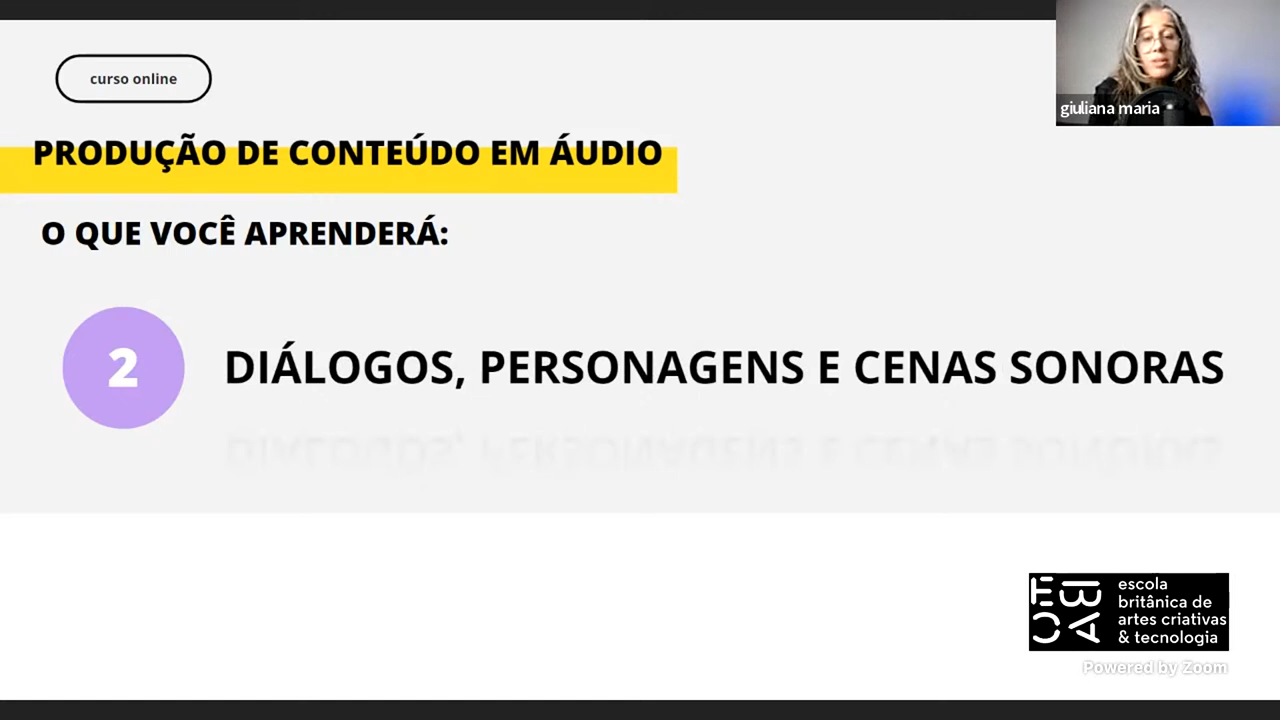 curso online
giuliana maria
PRODUÇÃO DE CONTEÚDO EM ÁUDIO
O QUE VOCÊ APRENDERÁ:
2
DIÁLOGOS, PERSONAGENS E CENAS SONORAS
escola
britânica de
artes criativas
& tecnologia
Powered by Zoom